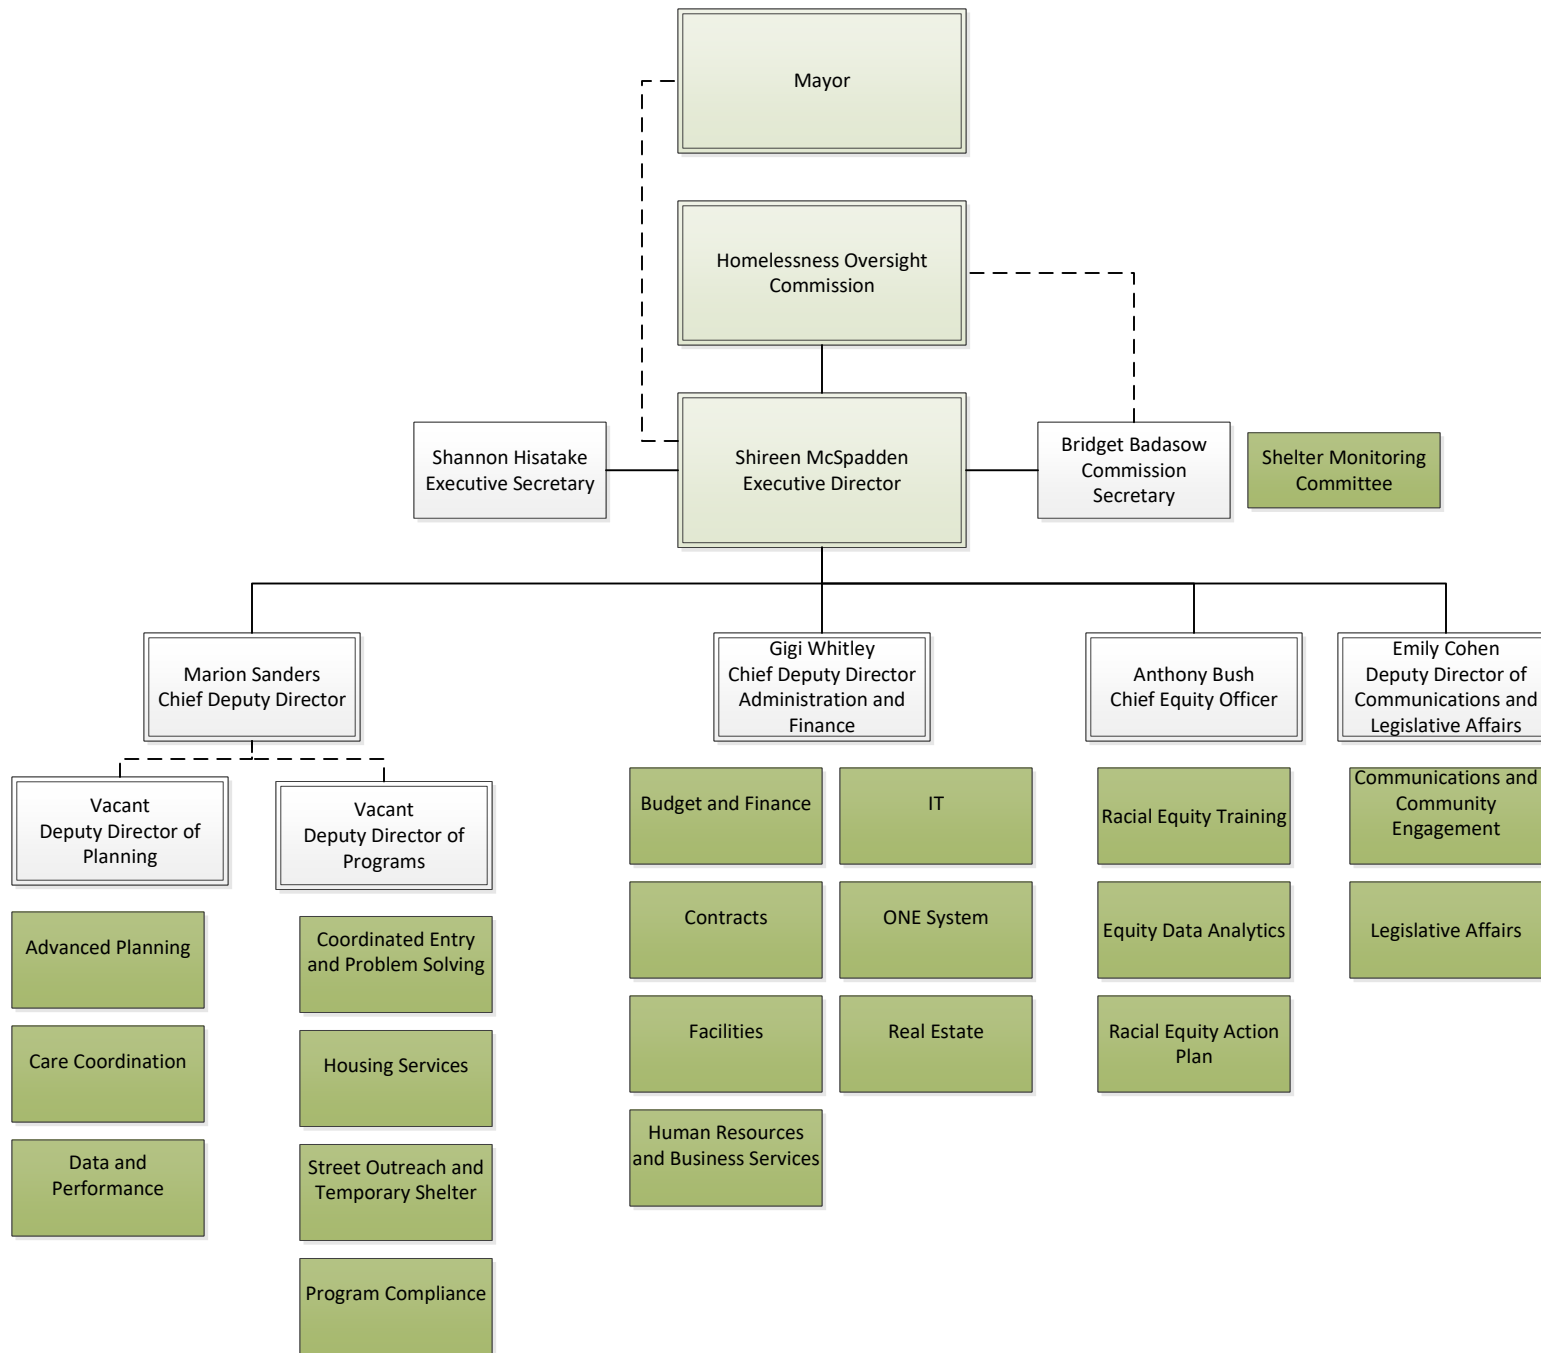 Mayor
Homelessness Oversight
Commission
Shannon Hisatake
Executive Secretary
Shireen McSpadden
Executive Director
Bridget Badasow
Commission
Secretary
Shelter Monitoring
Committee
Marion Sanders
Chief Deputy Director
Gigi Whitley
Chief Deputy Director
Administration and
Finance
Anthony Bush
Chief Equity Officer
Emily Cohen
Deputy Director of
Communications and
Legislative Affairs
Vacant
Deputy Director of
Planning
Vacant
Deputy Director of
Programs
Advanced Planning
Care Coordination
Data and
Performance
Coordinated Entry
and Problem Solving
Housing Services
Street Outreach and
Temporary Shelter
Program Compliance
Budget and Finance
Contracts
Facilities
Human Resources
and Business Services
IT
ONE System
Real Estate
Racial Equity Training
Equity Data Analytics
Racial Equity Action
Plan
Communications and
Community
Engagement
Legislative Affairs